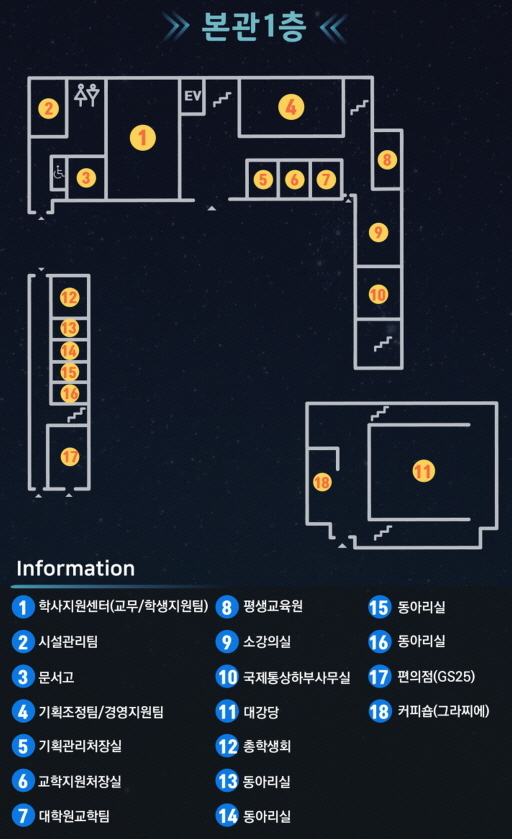 본관1층
EV
2
1
4
3
8
5
6
7
9
10
12
13
14
15
16
17
11
18
Information
1 학사지원센터(교무/학생지원팀)
2 시설관리팀
3 문서고
4 기획조정팀/경영지원팀
5 기획관리처장실
6 교학지원처장실
7 대학원교학팀
8 평생교육원
9 소강의실
10 국제통상하부사무실
11 대강당
12 총학생회
13 동아리실
14 동아리실
15 동아리실
16 동아리실
17 편의점(GS25)
18 커피숍(그라찌에)